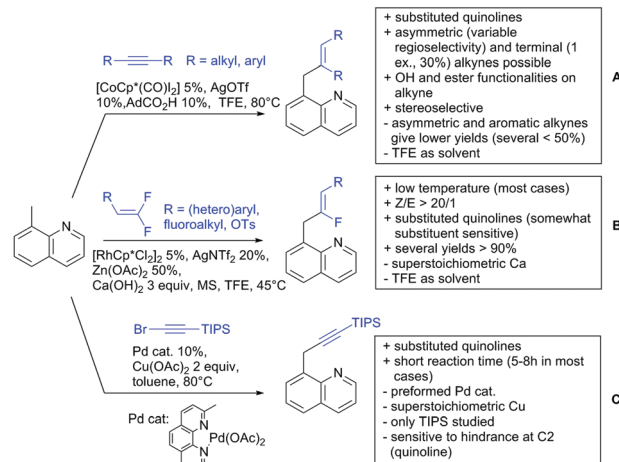 R R R = alkyl, aryl
[CoCp*(CO)I2] 5%, AgOTf
10%,AdCO2H 10%, TFE, 80°C
R
R
N
+ substituted quinolines
+ asymmetric (variable
regioselectivity) and terminal (1
ex., 30%) alkynes possible
+ OH and ester functionalities on
alkyne
+ stereoselective
- asymmetric and aromatic alkynes
give lower yields (several < 50%)
- TFE as solvent
A
N
R F
F
R = (hetero)aryl,
fluoroalkyl, OTs
[RhCp*Cl2]2 5%, AgNTf2 20%,
Zn(OAc)2 50%,
Ca(OH)2 3 equiv, MS, TFE, 45°C
R
F
N
+ low temperature (most cases)
+ Z/E > 20/1
+ substituted quinolines (somewhat
substituent sensitive)
+ several yields > 90%
- superstoichiometric Ca
- TFE as solvent
B
Br TIPS
Pd cat. 10%,
Cu(OAc)2 2 equiv,
toluene, 80°C
Pd cat:
N
Pd(OAc)2
N
TIPS
N
+ substituted quinolines
+ short reaction time (5-8h in most
cases)
- preformed Pd cat.
- superstoichiometric Cu
- only TIPS studied
- sensitive to hindrance at C2
(quinoline)
C